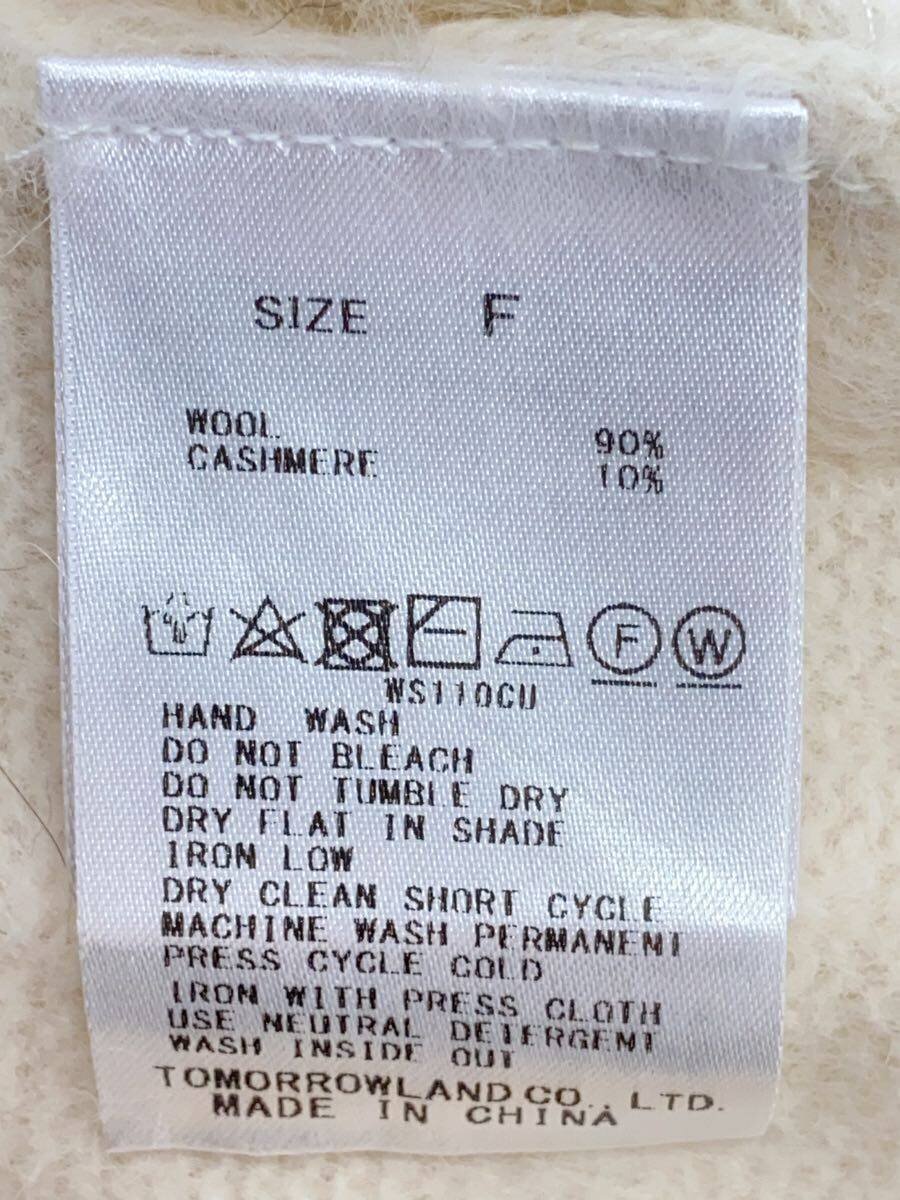 SIZE F
WOOL 90%
CASHMERE 10%
F W
WS110CU
HAND WASH
DO NOT BLEACH
DO NOT TUMBLE DRY
DRY FLAT IN SHADE
IRON LOW
DRY CLEAN SHORT CYCLE
MACHINE WASH PERMANENT
PRESS CYCLE COLD
IRON WITH PRESS CLOTH
USE NEUTRAL DETERGENT
WASH INSIDE OUT
TOMORROWLAND CO., LTD.
MADE IN CHINA